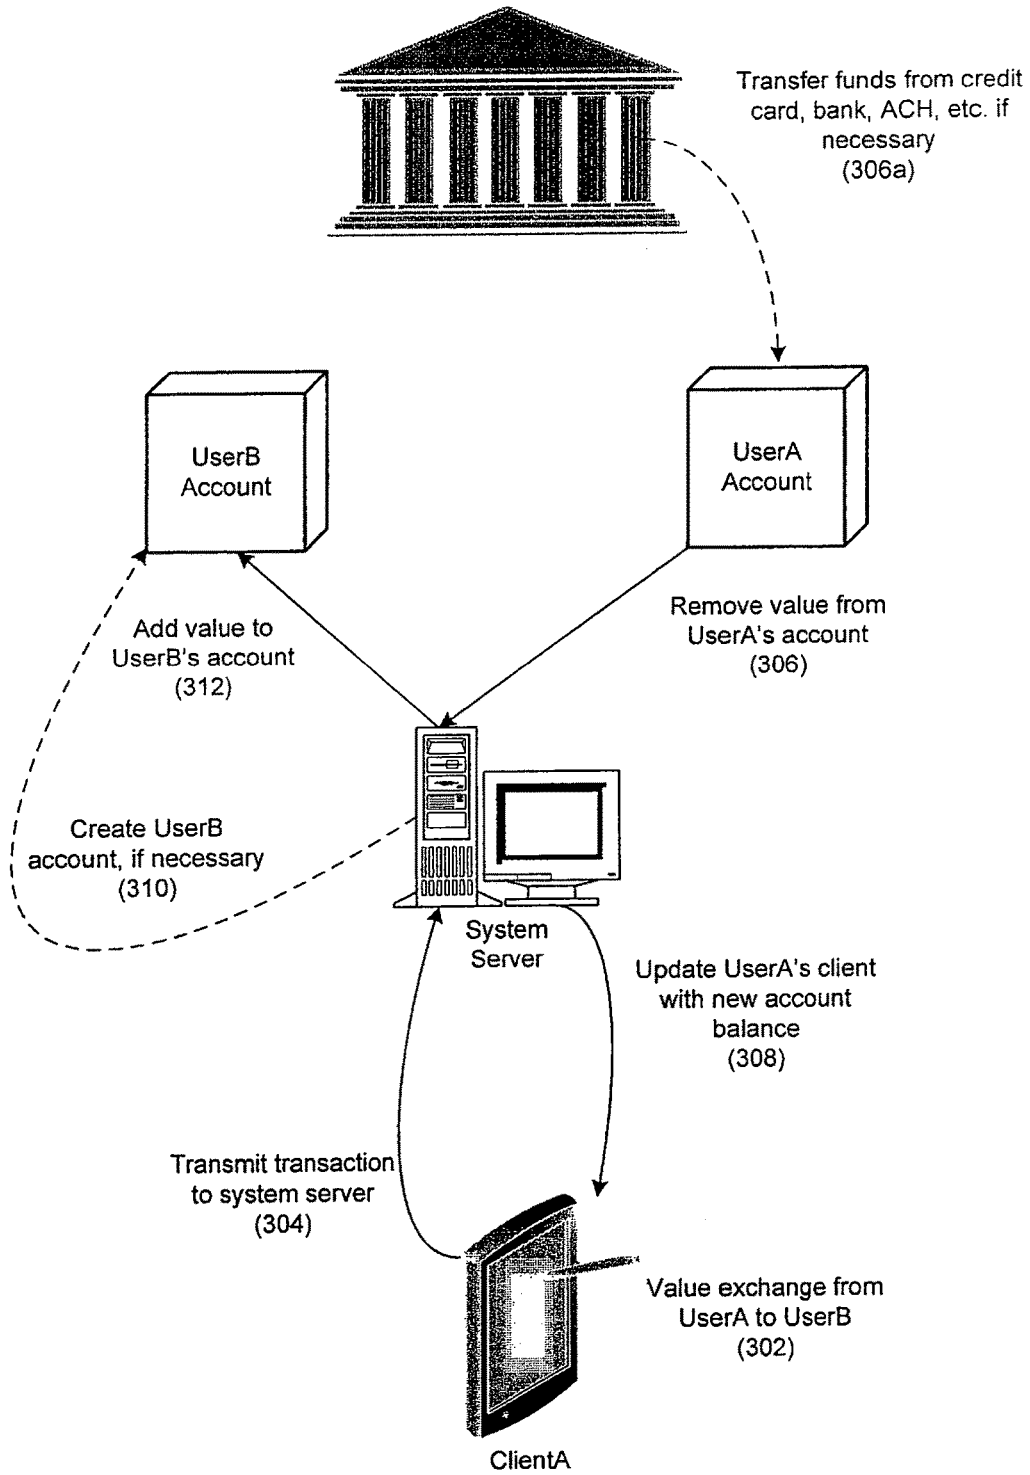 Transfer funds from credit
card, bank, ACH, etc. if
necessary
(306a)
UserB
Account
UserA
Account
Add value to
UserB's account
(312)
Remove value from
UserA's account
(306)
Create UserB
account, if necessary
(310)
System
Server
Update UserA's client
with new account
balance
(308)
Transmit transaction
to system server
(304)
Value exchange from
UserA to UserB
(302)
ClientA